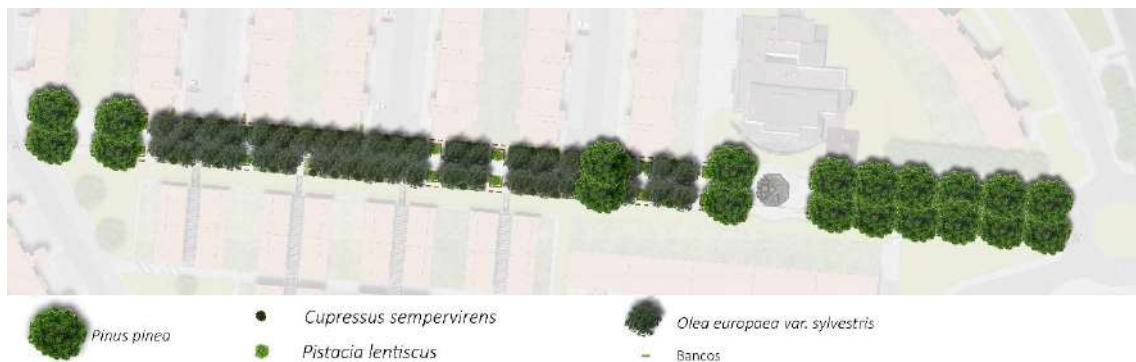 Pinus pinea
Cupressus sempervirens
Pistacia lentiscus
Olea europaea var. sylvestris
Bancos